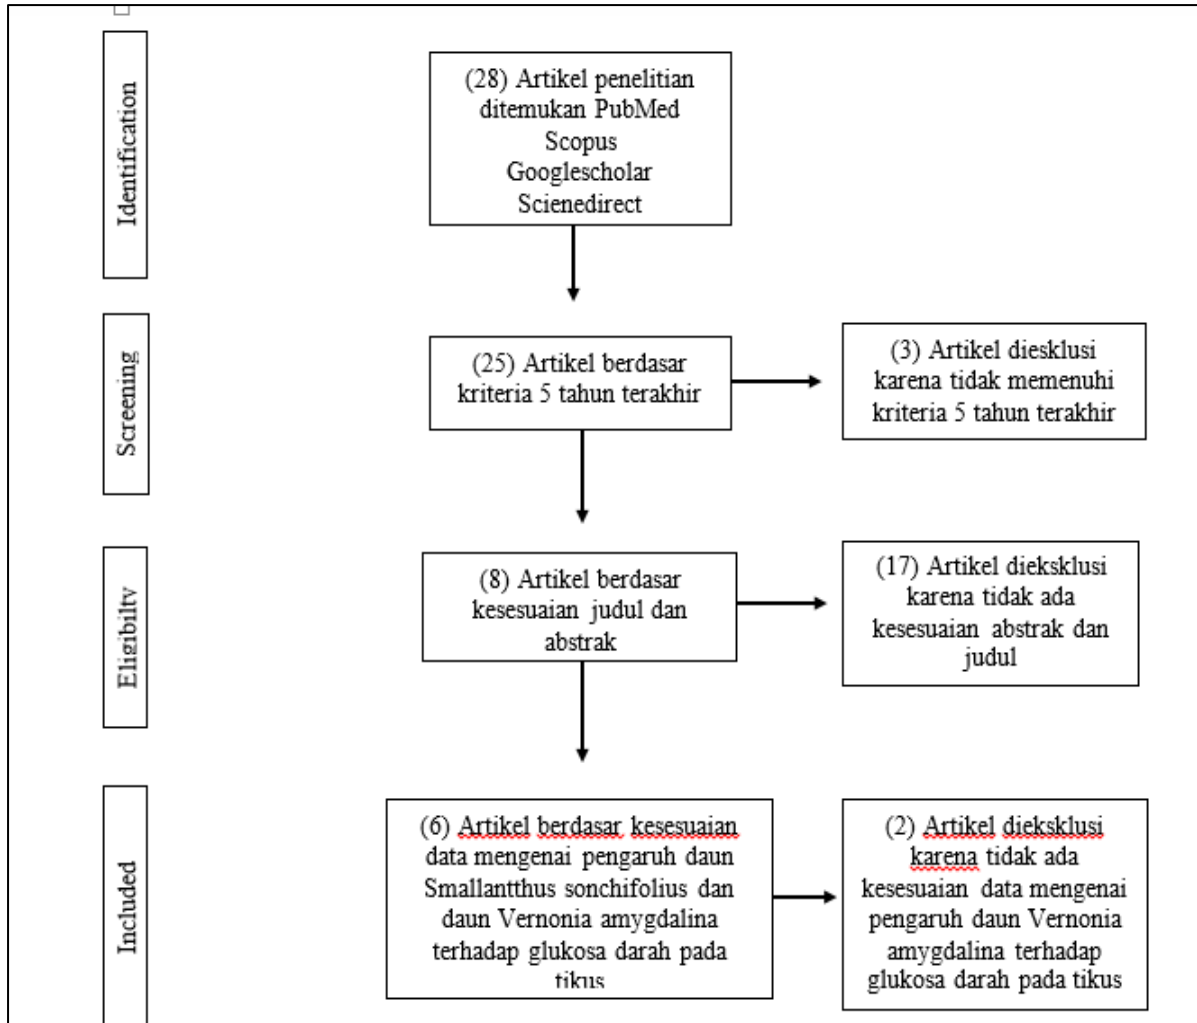 Identification
(28) Artikel penelitian
ditemukan PubMed
Scopus
Googlescholar
Scienedirect
Screening
(25) Artikel berdasar
kriteria 5 tahun terakhir
(3) Artikel diesklusi
karena tidak memenuhi
kriteria 5 tahun terakhir
Eligibilty
(8) Artikel berdasar
kesesuaian judul dan
abstrak
(17) Artikel dieksklusi
karena tidak ada
kesesuaian abstrak dan
judul
Included
(6) Artikel berdasar kesesuaian
data mengenai pengaruh daun
Smallantthus sonchifolius dan
daun Vernonia amygdalina
terhadap glukosa darah pada
tikus
(2) Artikel dieksklusi
karena tidak ada
kesesuaian data mengenai
pengaruh daun Vernonia
amygdalina terhadap
glukosa darah pada tikus